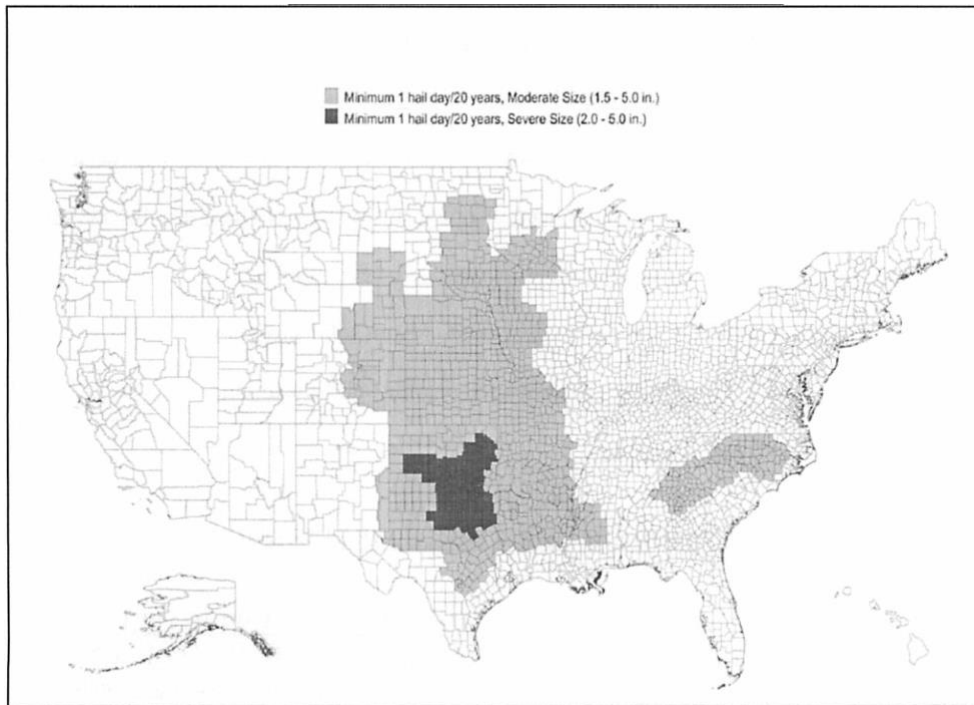 Minimum 1 hail day/20 years, Moderate Size (1.5 - 5.0 in.)
Minimum 1 hail day/20 years, Severe Size (2.0 - 5.0 in.)